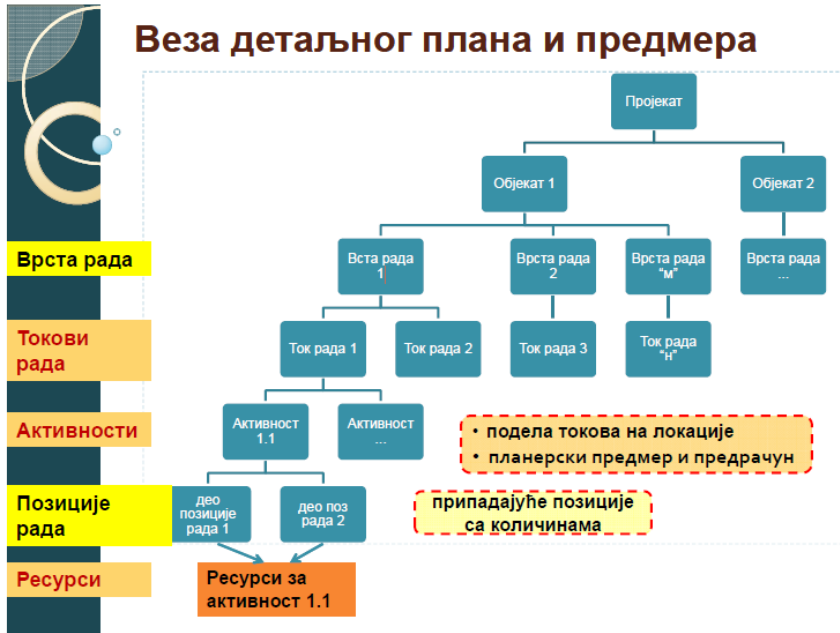 Веза детаљног плана и предмера
Пројекат
Објекат 1
Објекат 2
Врста рада
Вста рада
1
Врста рада
2
Врста рада
“м”
Врста рада
...
Токови
рада
Ток рада 1
Ток рада 2
Ток рада 3
Ток рада
“н”
Активности
Активност
1.1
Активност
...
• подела токова на локације
• планерски предмер и предрачун
Позиције
рада
део
позиције
рада 1
део поз
рада 2
припадајуће позиције
са количинама
Ресурси
Ресурси за
активност 1.1